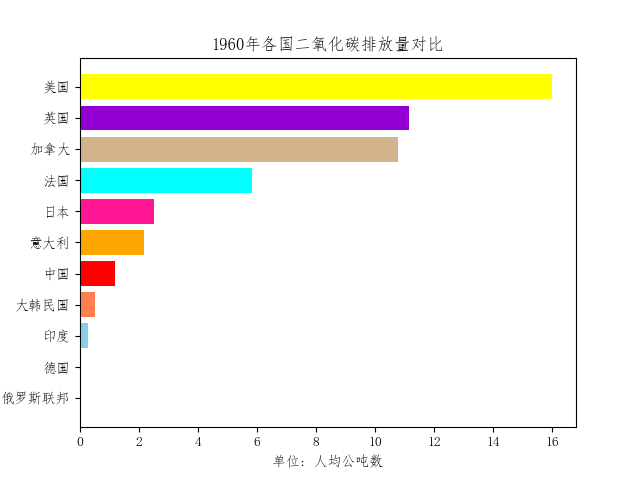 1960年各国二氧化碳排放量对比
美国
英国
加拿大
法国
日本
意大利
中国
大韩民国
印度
德国
俄罗斯联邦
0 2 4 6 8 10 12 14 16
单位：人均公吨数